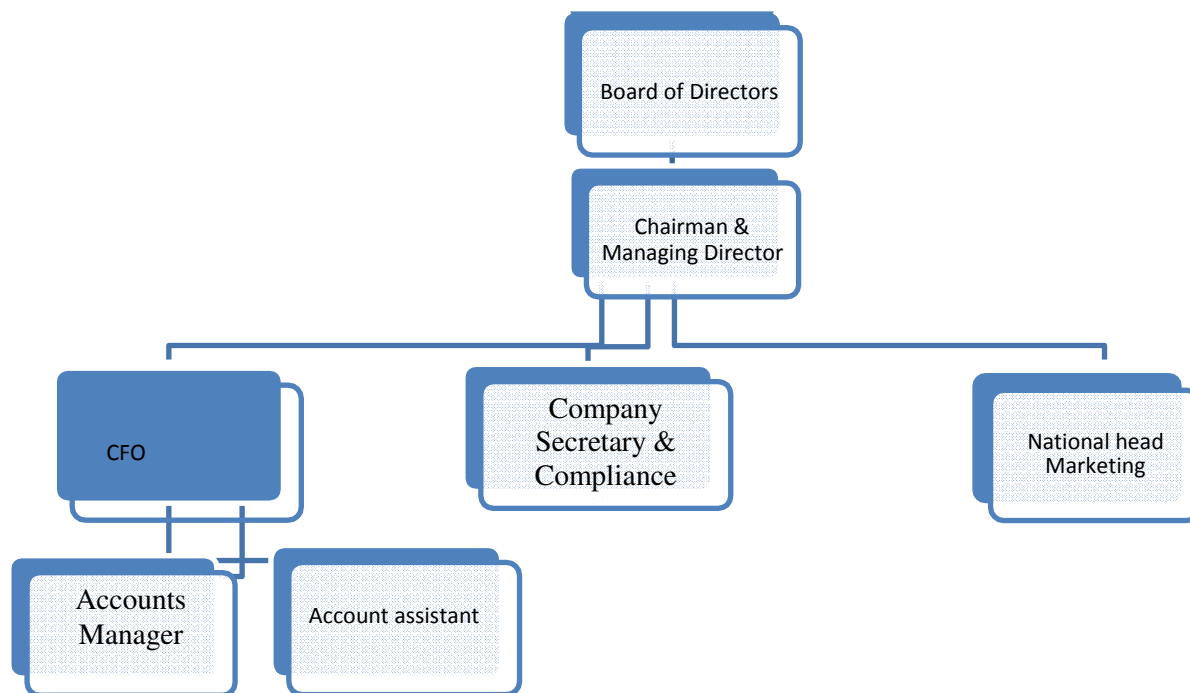 Board of Directors
Chairman &
Managing Director
CFO
Company
Secretary &
Compliance
National head
Marketing
Accounts
Manager
Account assistant